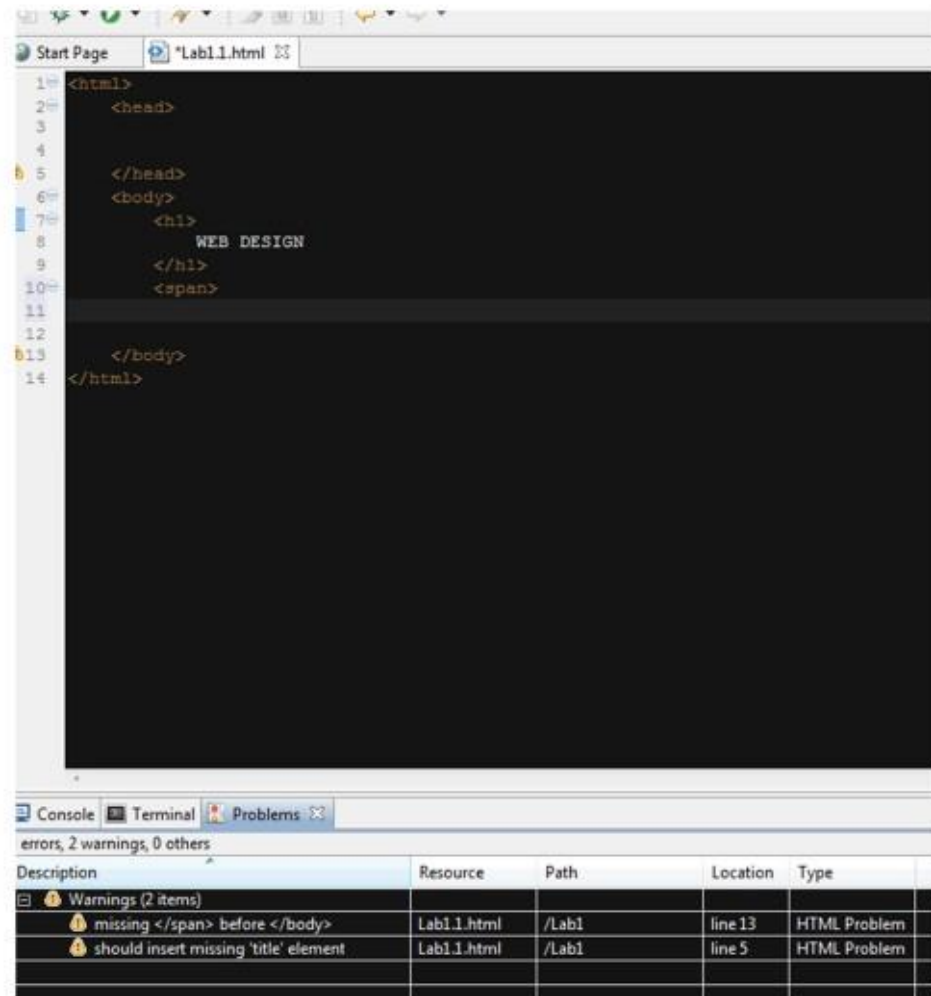 Start Page *Lab1.1.html
1 <html>
2 <head>
3
4
5 </head>
6 <body>
7 <h1>
8 WEB DESIGN
9 </h1>
10 <span>
11
12
13 </body>
14 </html>
Console Terminal Problems
errors, 2 warnings, 0 others
Description Resource Path Location Type
Warnings (2 items)
missing </span> before </body> Lab1.1.html /Lab1 line 13 HTML Problem
should insert missing 'title' element Lab1.1.html /Lab1 line 5 HTML Problem